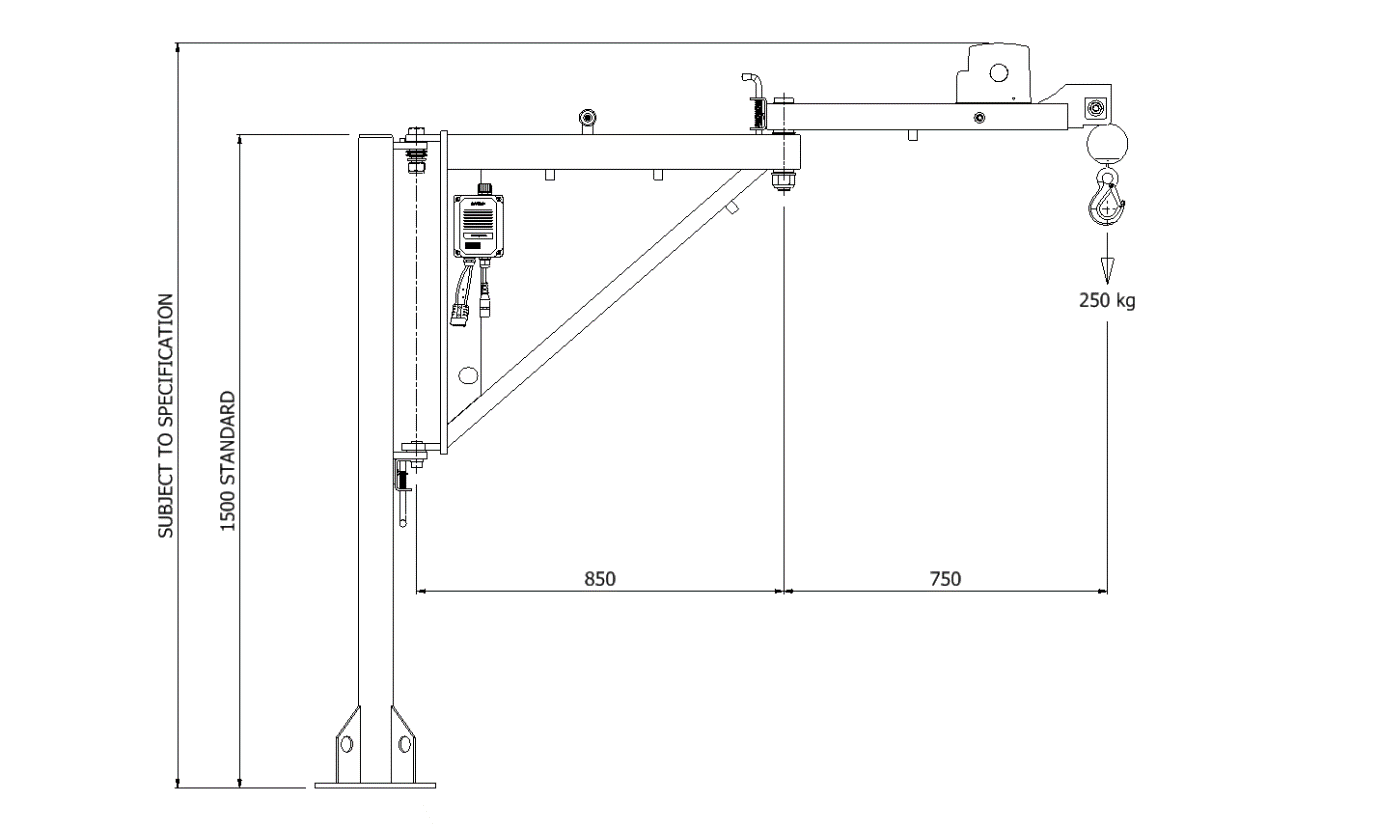 250 kg
SUBJECT TO SPECIFICATION
1500 STANDARD
850
750